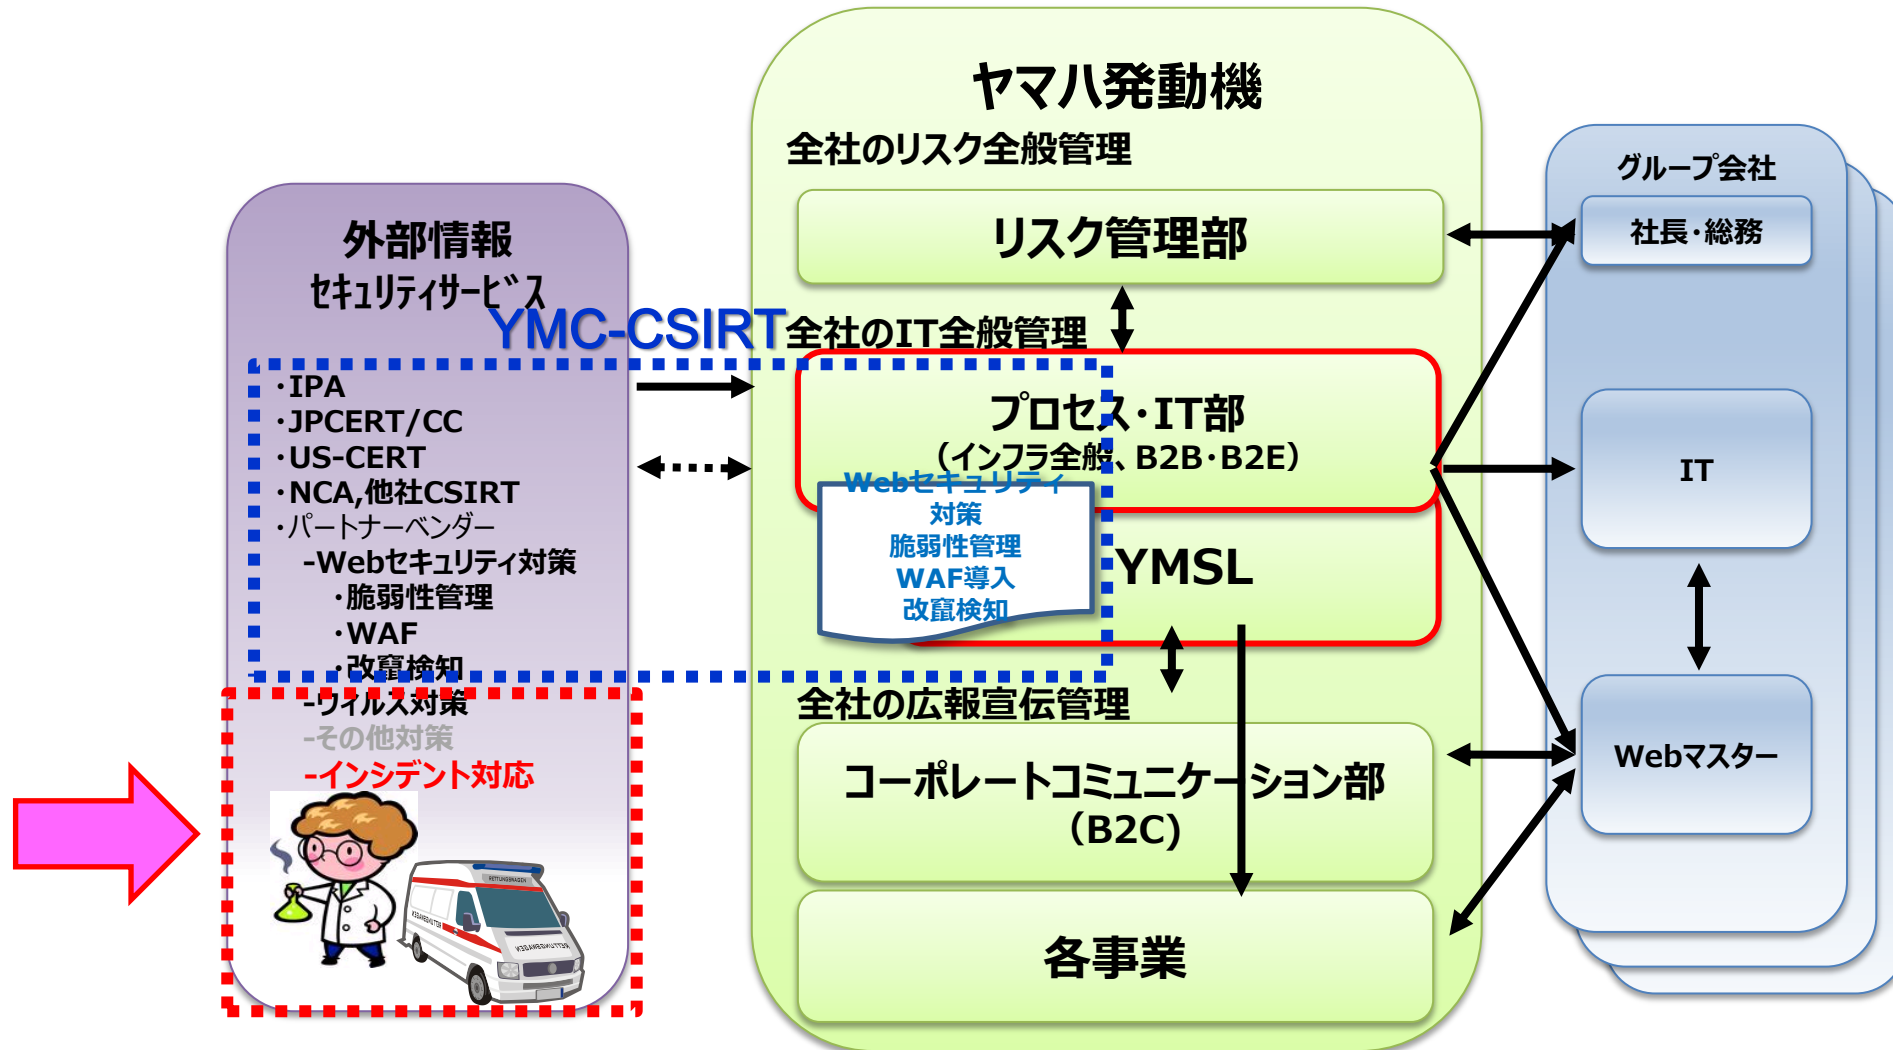 ヤマハ発動機
全社のリスク全般管理
リスク管理部
全社のIT全般管理
プロセス・IT部
（インフラ全般、B2B・B2E）
Webセキュリティ
対策
脆弱性管理
WAF導入
改竄検知
YMSL
全社の広報宣伝管理
コーポレートコミュニケーション部
（B2C)
各事業
外部情報
ｾｷｭﾘﾃｨｻｰﾋﾞｽ
YMC-CSIRT
・IPA
・JPCERT/CC
・US-CERT
・NCA,他社CSIRT
・パートナーベンダー
-Webセキュリティ対策
・脆弱性管理
・WAF
・改竄検知
-ウィルス対策
-その他対策
-インシデント対応
RETTUNGSWAGEN
グループ会社
社長・総務
IT
Webマスター